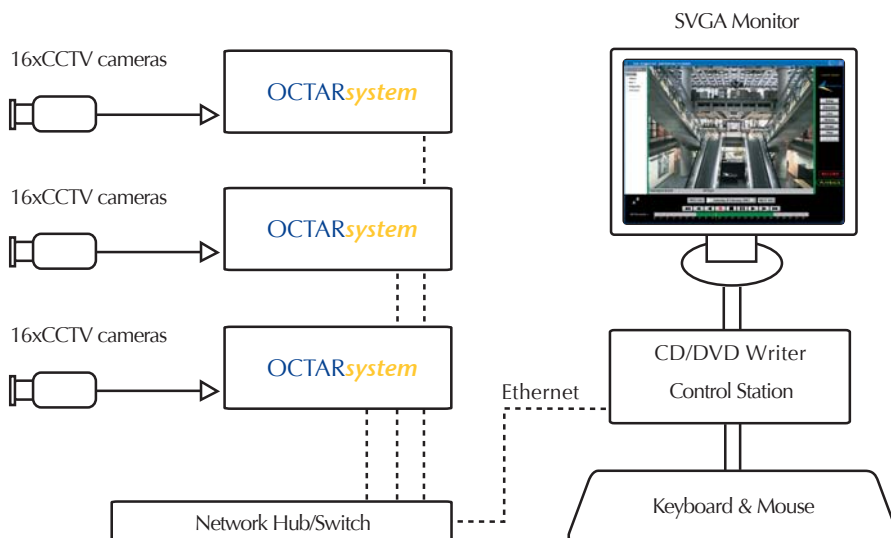 SVGA Monitor
16xCCTV cameras
OCTARsystem
16xCCTV cameras
OCTARsystem
16xCCTV cameras
OCTARsystem
CD/DVD Writer
Control Station
Ethernet
Network Hub/Switch
Keyboard & Mouse